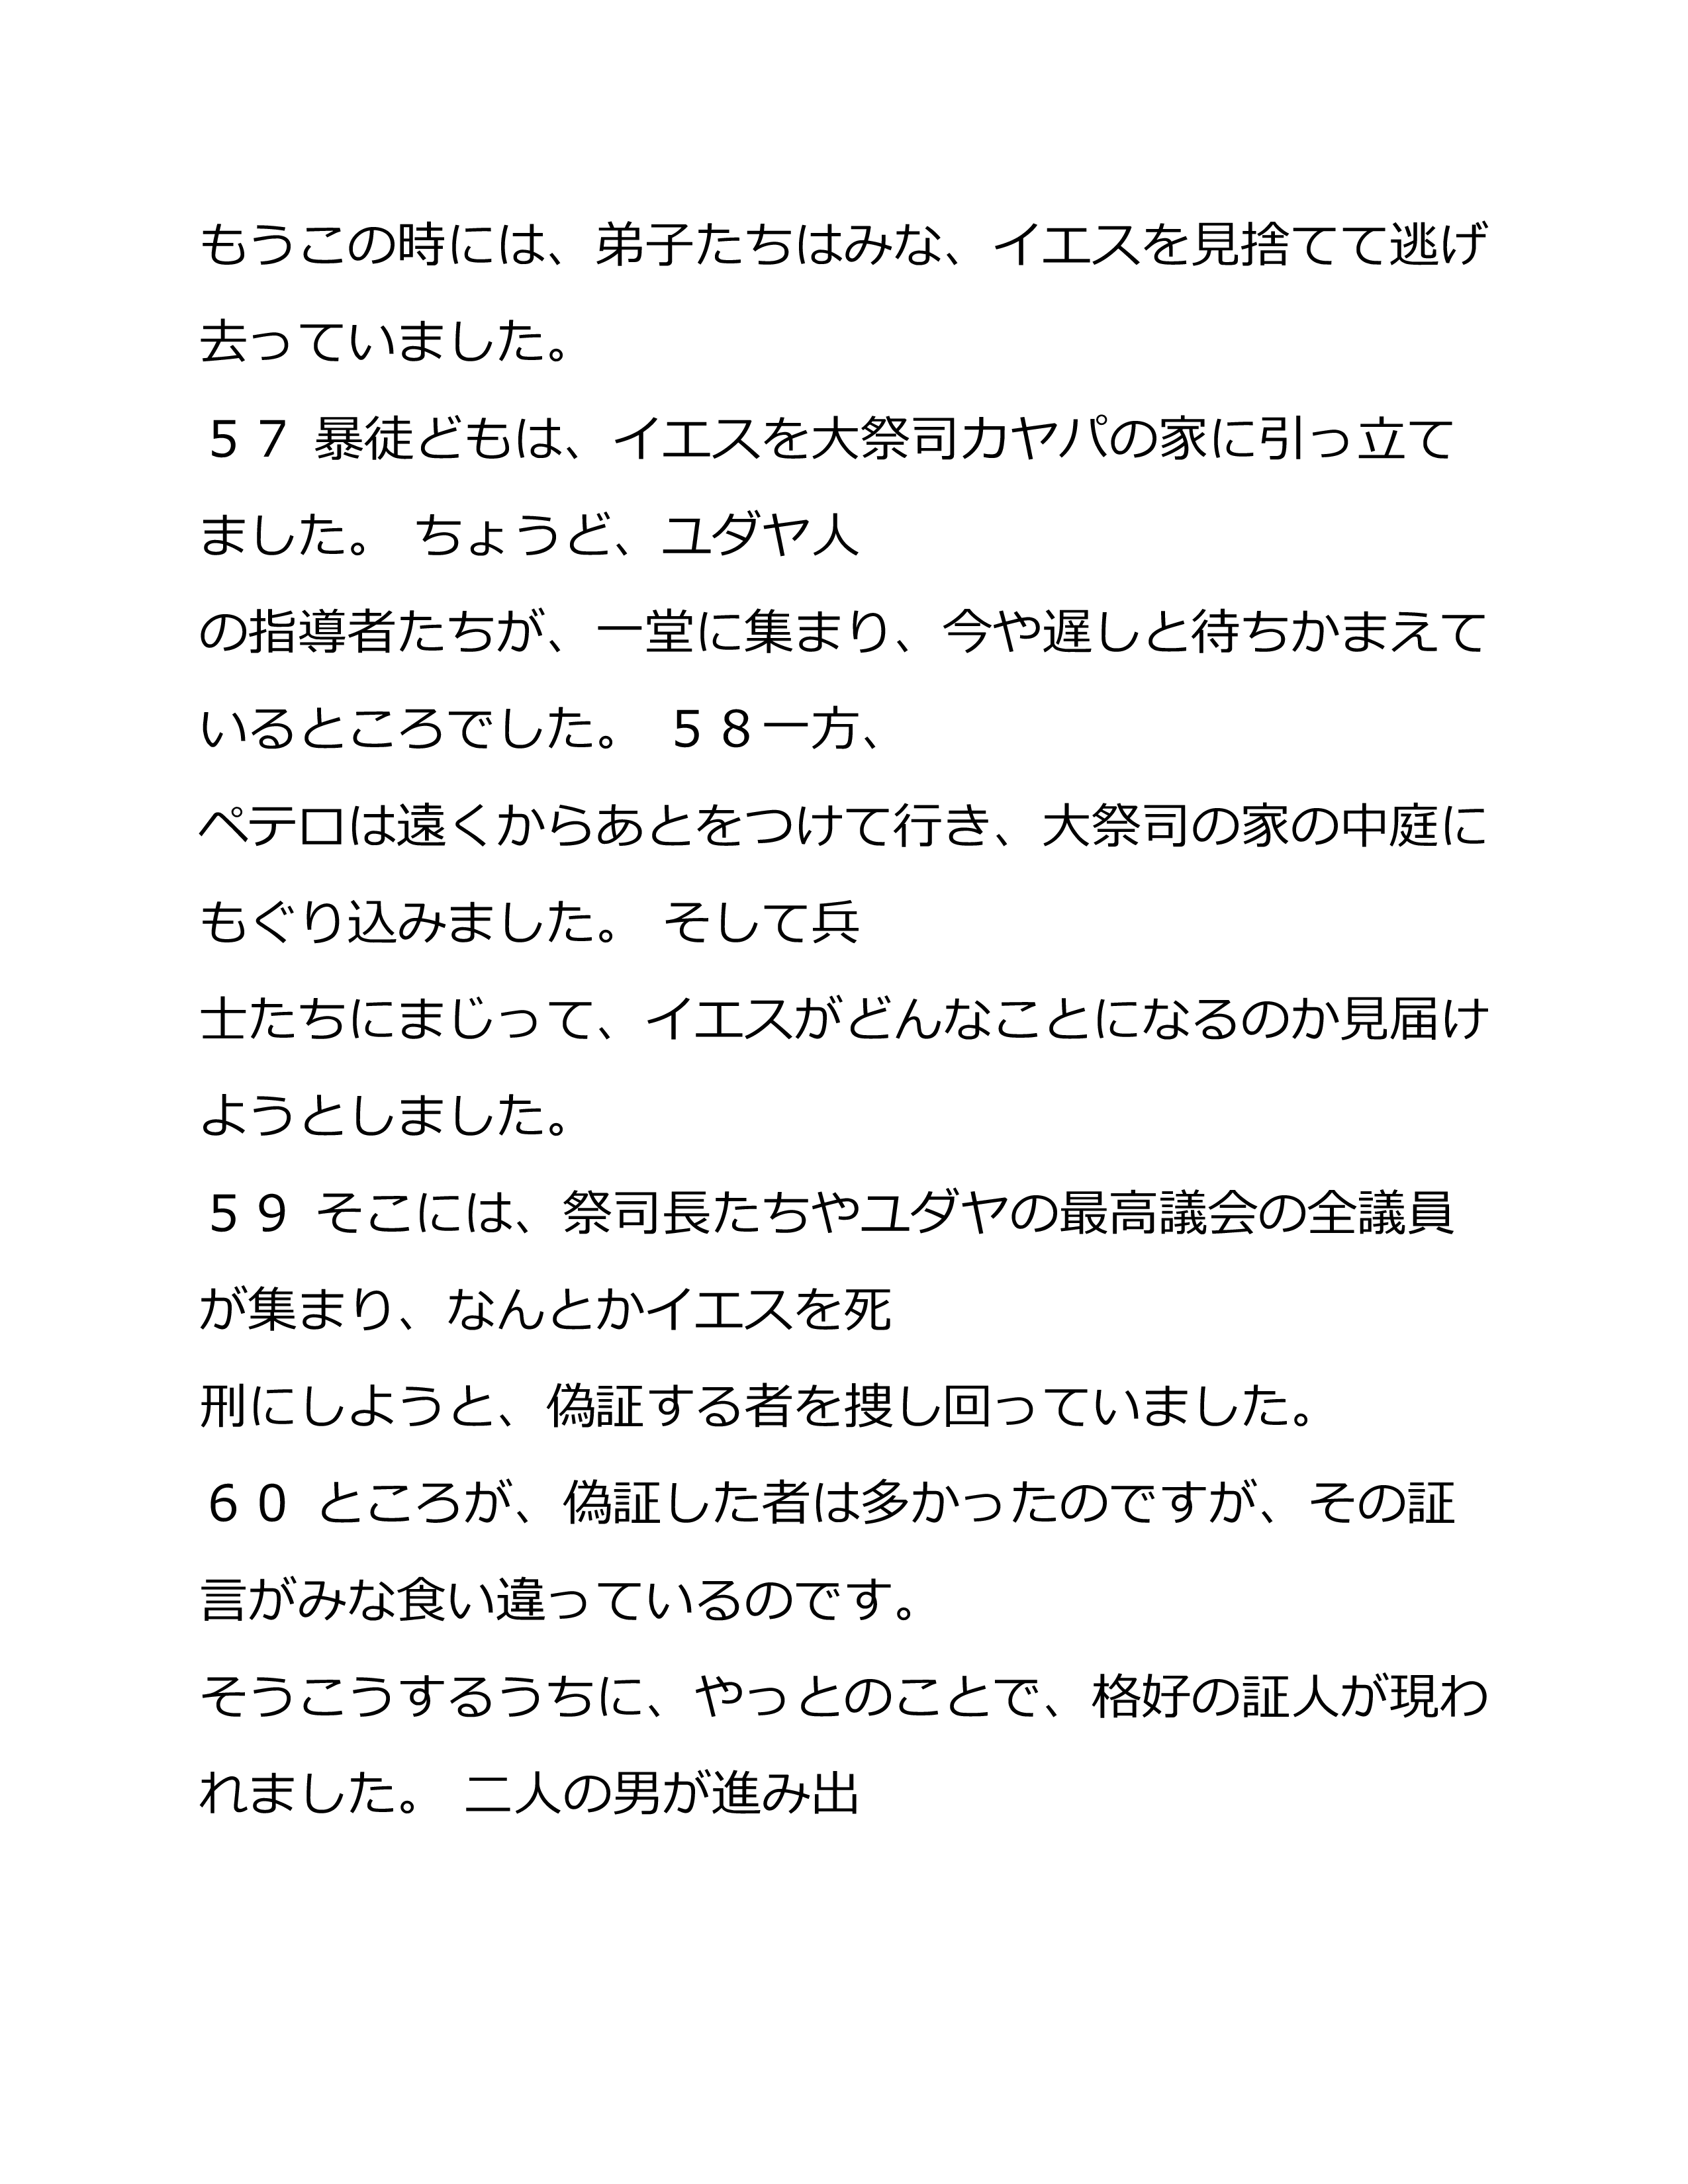 もうこの時には、弟子たちはみな、イエスを見捨てて逃げ
去っていました。
５７ 暴徒どもは、イエスを大祭司カヤパの家に引っ立て
ました。 ちょうど、ユダヤ人
の指導者たちが、一堂に集まり、今や遅しと待ちかまえて
いるところでした。 ５８一方、
ペテロは遠くからあとをつけて行き、大祭司の家の中庭に
もぐり込みました。 そして兵
士たちにまじって、イエスがどんなことになるのか見届け
ようとしました。
５９ そこには、祭司長たちやユダヤの最高議会の全議員
が集まり、なんとかイエスを死
刑にしようと、偽証する者を捜し回っていました。
６０ ところが、偽証した者は多かったのですが、その証
言がみな食い違っているのです。
そうこうするうちに、やっとのことで、格好の証人が現わ
れました。 二人の男が進み出